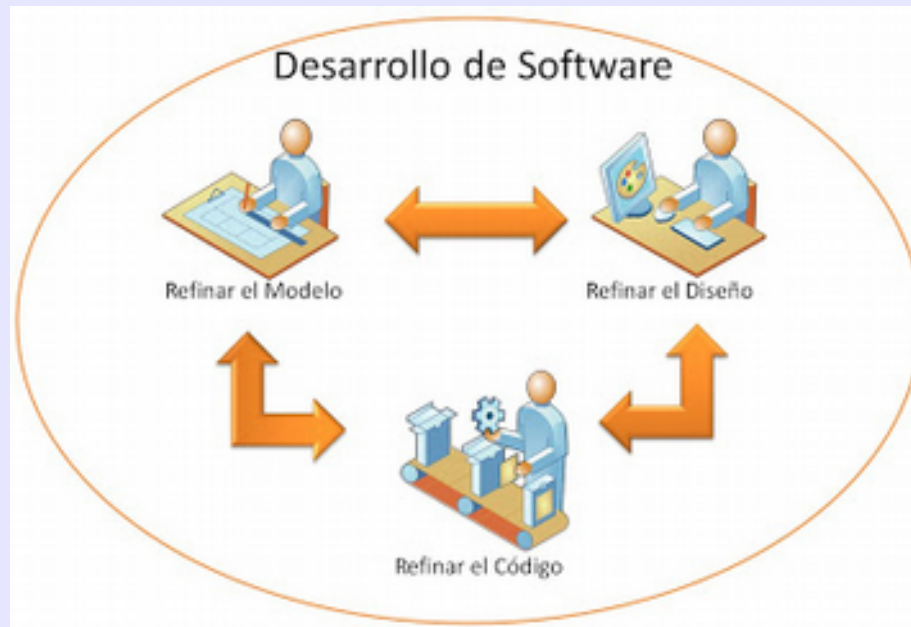 Desarrollo de Software
Refinar el Modelo
Refinar el Diseño
Refinar el Código